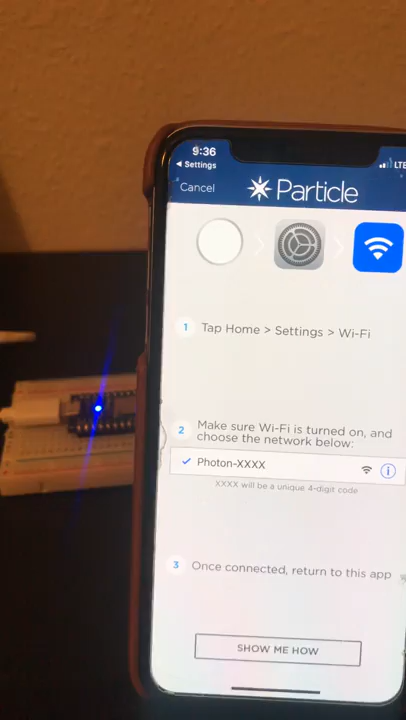 9:36
LTE
Settings
Cancel
Particle
1 Tap Home > Settings > Wi-Fi
2 Make sure Wi-Fi is turned on, and
choose the network below:
Photon-XXXX
XXXX will be a unique 4-digit code
3 Once connected, return to this app
SHOW ME HOW